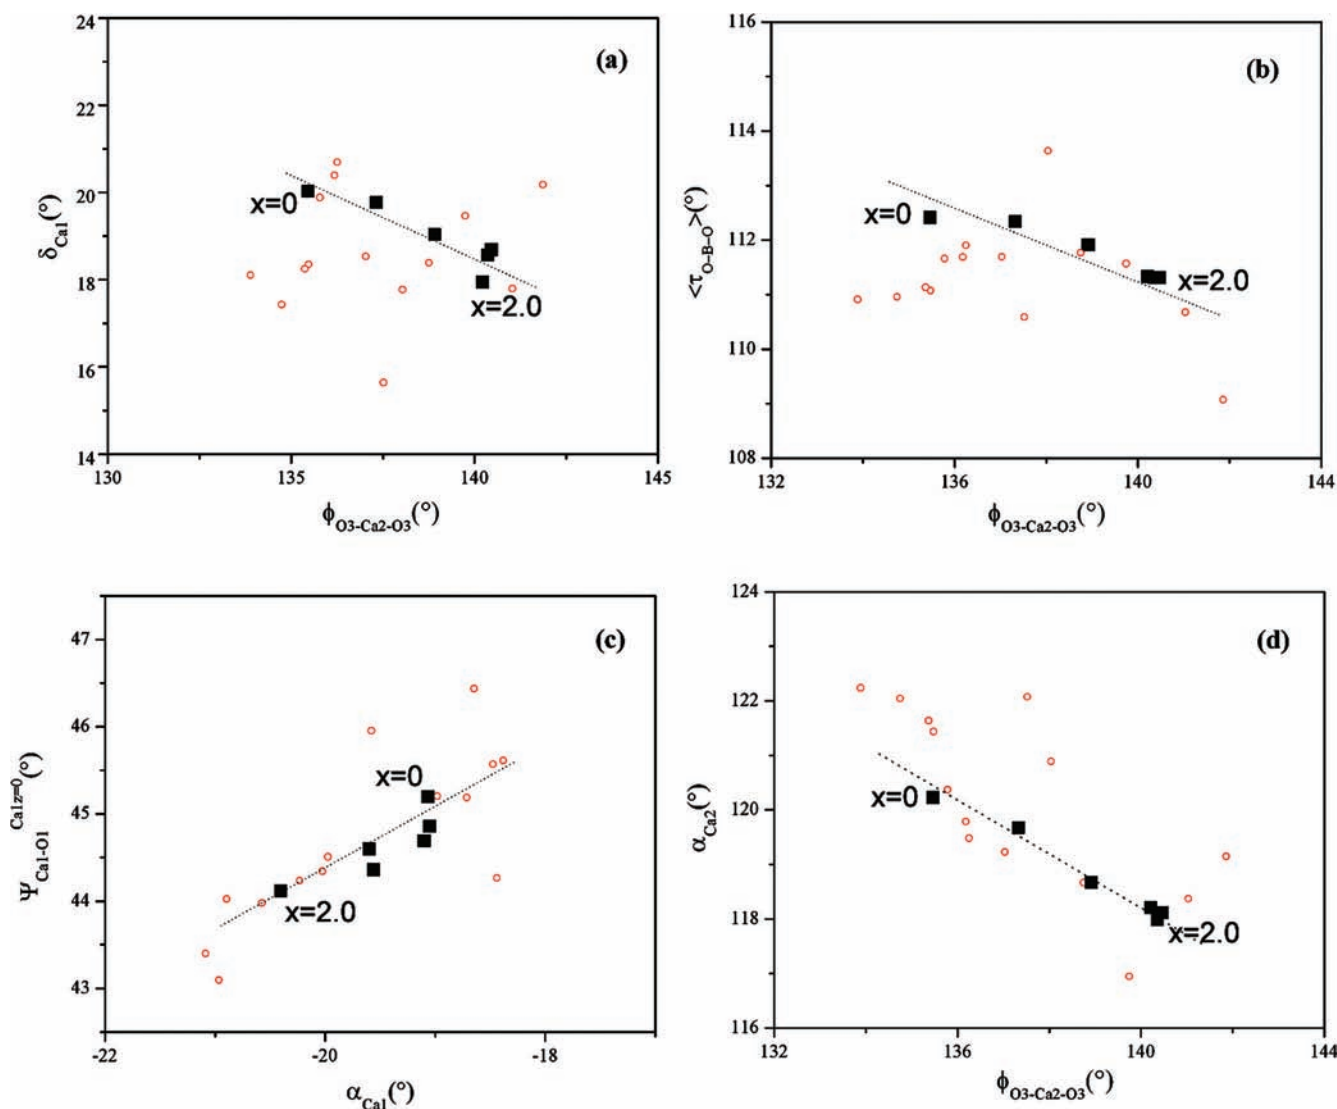 (a)
24
22
20
18
16
14
δCa1(°)
x=0
x=2.0
130
135
140
145
ϕO3-Ca2-O3(°)
(b)
116
114
112
110
108
<τO-B-O>(°)
x=0
x=2.0
132
136
140
144
ϕO3-Ca2-O3(°)
(c)
47
46
45
44
43
ΨCa1-O1 Ca1z=0(°)
x=0
x=2.0
-22
-20
-18
αCa1(°)
(d)
124
122
120
118
116
αCa2(°)
x=0
x=2.0
132
136
140
144
ϕO3-Ca2-O3(°)